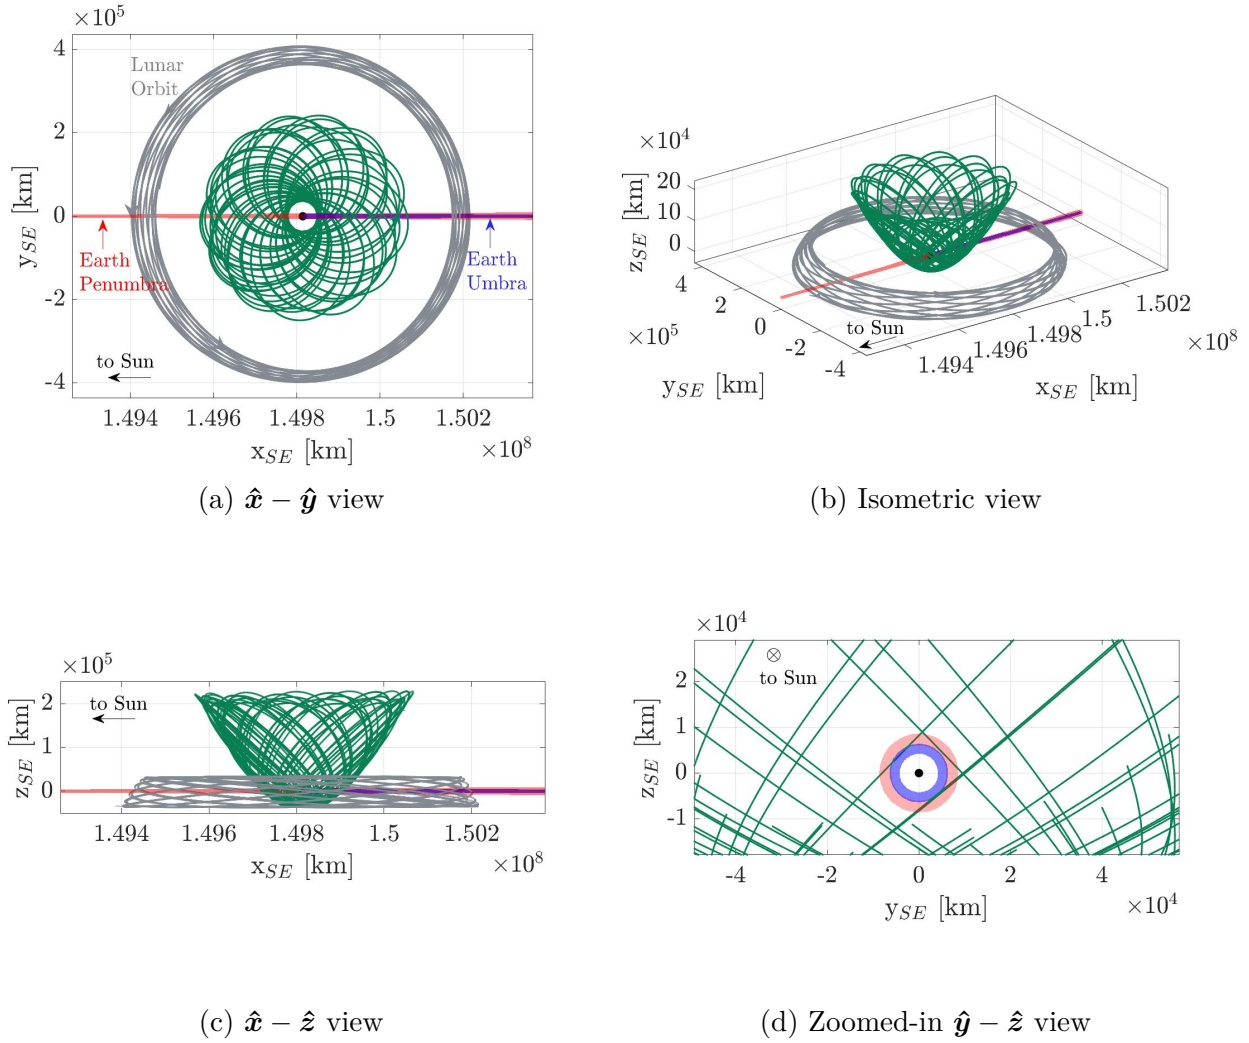 ×10⁵
4
2
0
-2
-4
y_SE [km]
Lunar
Orbit
Earth
Penumbra
Earth
Umbra
to Sun
1.494 1.496 1.498 1.5 1.502
×10⁸
x_SE [km]
(a) x̂ − ŷ view
×10⁴
20
10
0
z_SE [km]
4
2
0
-2
-4
×10⁵
y_SE [km]
to Sun
1.494 1.496 1.498 1.5 1.502
×10⁸
x_SE [km]
(b) Isometric view
×10⁵
2
1
0
z_SE [km]
to Sun
1.494 1.496 1.498 1.5 1.502
×10⁸
x_SE [km]
(c) x̂ − ẑ view
×10⁴
2
1
0
-1
z_SE [km]
⊗
to Sun
-4 -2 0 2 4
×10⁴
y_SE [km]
(d) Zoomed-in ŷ − ẑ view